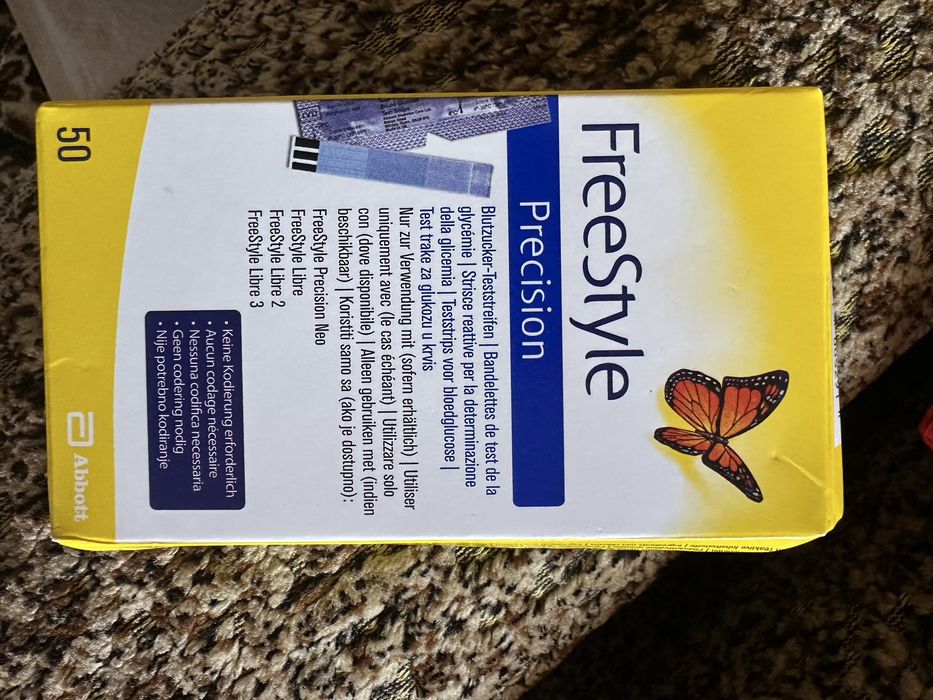 FreeStyle
Precision
Blutzucker-Teststreifen | Bandelettes de test de la
glycémie | Strisce reattive per la determinazione
della glicemia | Teststrips voor bloedglucose |
Test trake za glukozu u krvis
Nur zur Verwendung mit (sofern erhältlich) | Utiliser
uniquement avec (le cas échéant) | Utilizzare solo
con (dove disponibile) | Alleen gebruiken met (indien
beschikbaar) | Koristiti samo sa (ako je dostupno):
FreeStyle Precision Neo
FreeStyle Libre
FreeStyle Libre 2
FreeStyle Libre 3
• Keine Kodierung erforderlich
• Aucun codage nécessaire
• Nessuna codifica necessaria
• Geen codering nodig
• Nije potrebno kodiranje
50
Abbott